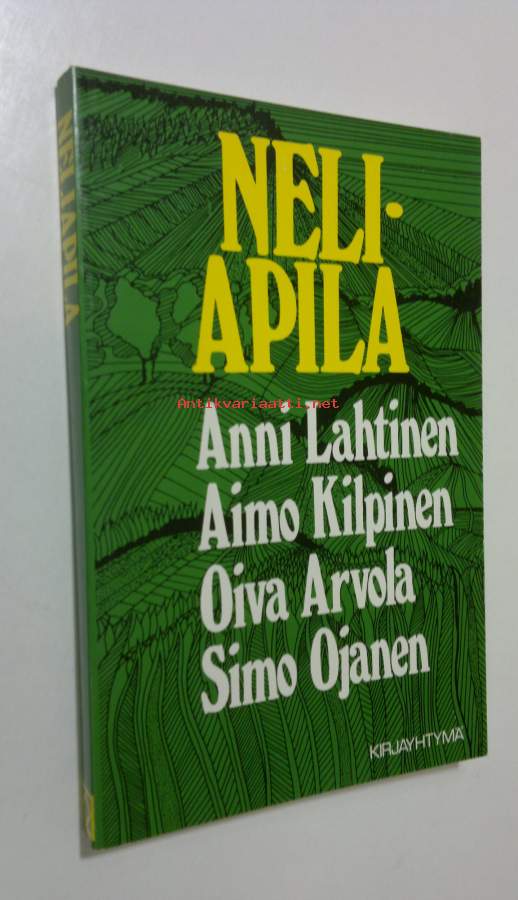 NELIAPILA
NELI-
APILA
Antikvariaatti.net
Anni Lahtinen
Aimo Kilpinen
Oiva Arvola
Simo Ojanen
KIRJAYHTYMÄ